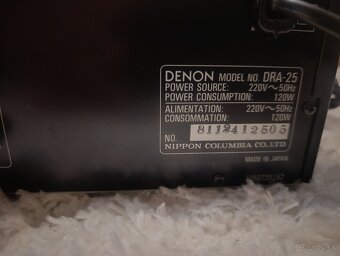 DENON MODEL NO. DRA-25
POWER SOURCE: 220V~50Hz
POWER CONSUMPTION: 120W
ALIMENTATION: 220V~50Hz
CONSOMMATION: 120W
NO. 8112412505
NIPPON COLUMBIA CO., LTD.
MADE IN JAPAN